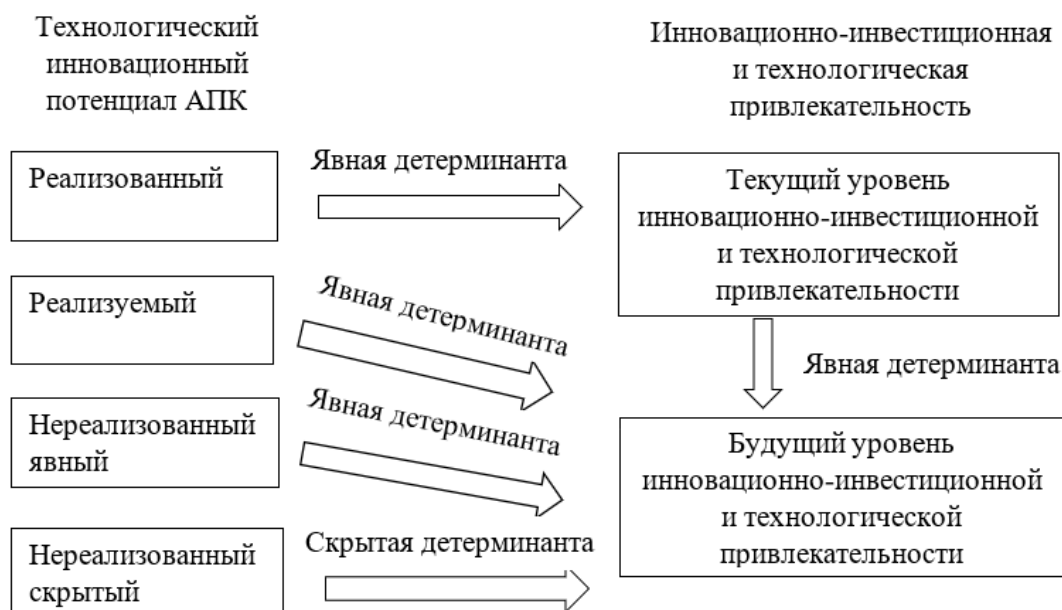 Технологический
инновационный
потенциал АПК
Инновационно-инвестиционная
и технологическая
привлекательность
Реализованный
Явная детерминанта
Текущий уровень
инновационно-инвестиционной
и технологической
привлекательности
Реализуемый
Явная детерминанта
Явная детерминанта
Нереализованный
явный
Явная детерминанта
Будущий уровень
инновационно-инвестиционной
и технологической
привлекательности
Нереализованный
скрытый
Скрытая детерминанта